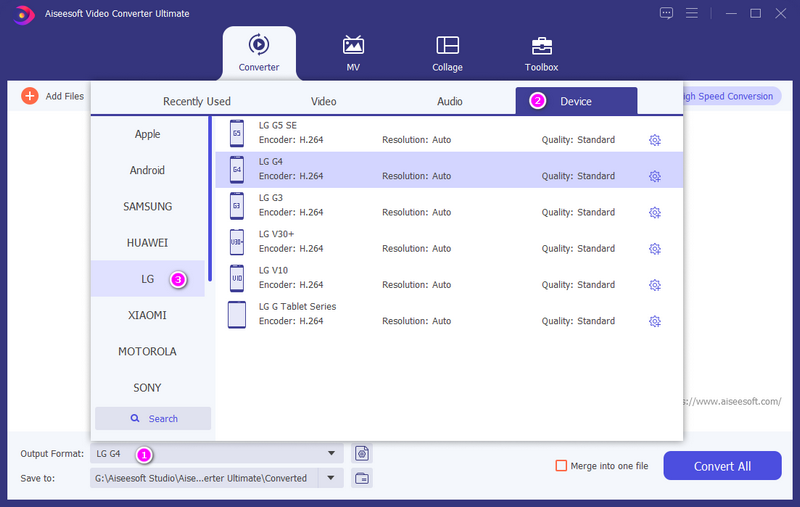 Aiseesoft Video Converter Ultimate
Converter
MV
Collage
Toolbox
Add Files
High Speed Conversion
Recently Used
Video
Audio
2
Device
Apple
Android
SAMSUNG
HUAWEI
LG
3
XIAOMI
MOTOROLA
SONY
Search
G5
LG G5 SE
Encoder: H.264
Resolution: Auto
Quality: Standard
G4
LG G4
Encoder: H.264
Resolution: Auto
Quality: Standard
G3
LG G3
Encoder: H.264
Resolution: Auto
Quality: Standard
V30+
LG V30+
Encoder: H.264
Resolution: Auto
Quality: Standard
V10
LG V10
Encoder: H.264
Resolution: Auto
Quality: Standard
LG G Tablet Series
Encoder: H.264
Resolution: Auto
Quality: Standard
s://www.aiseesoft.com/
Output Format:
LG G4
1
Save to:
G:\Aiseesoft Studio\Aise...erter Ultimate\Converted
Merge into one file
Convert All